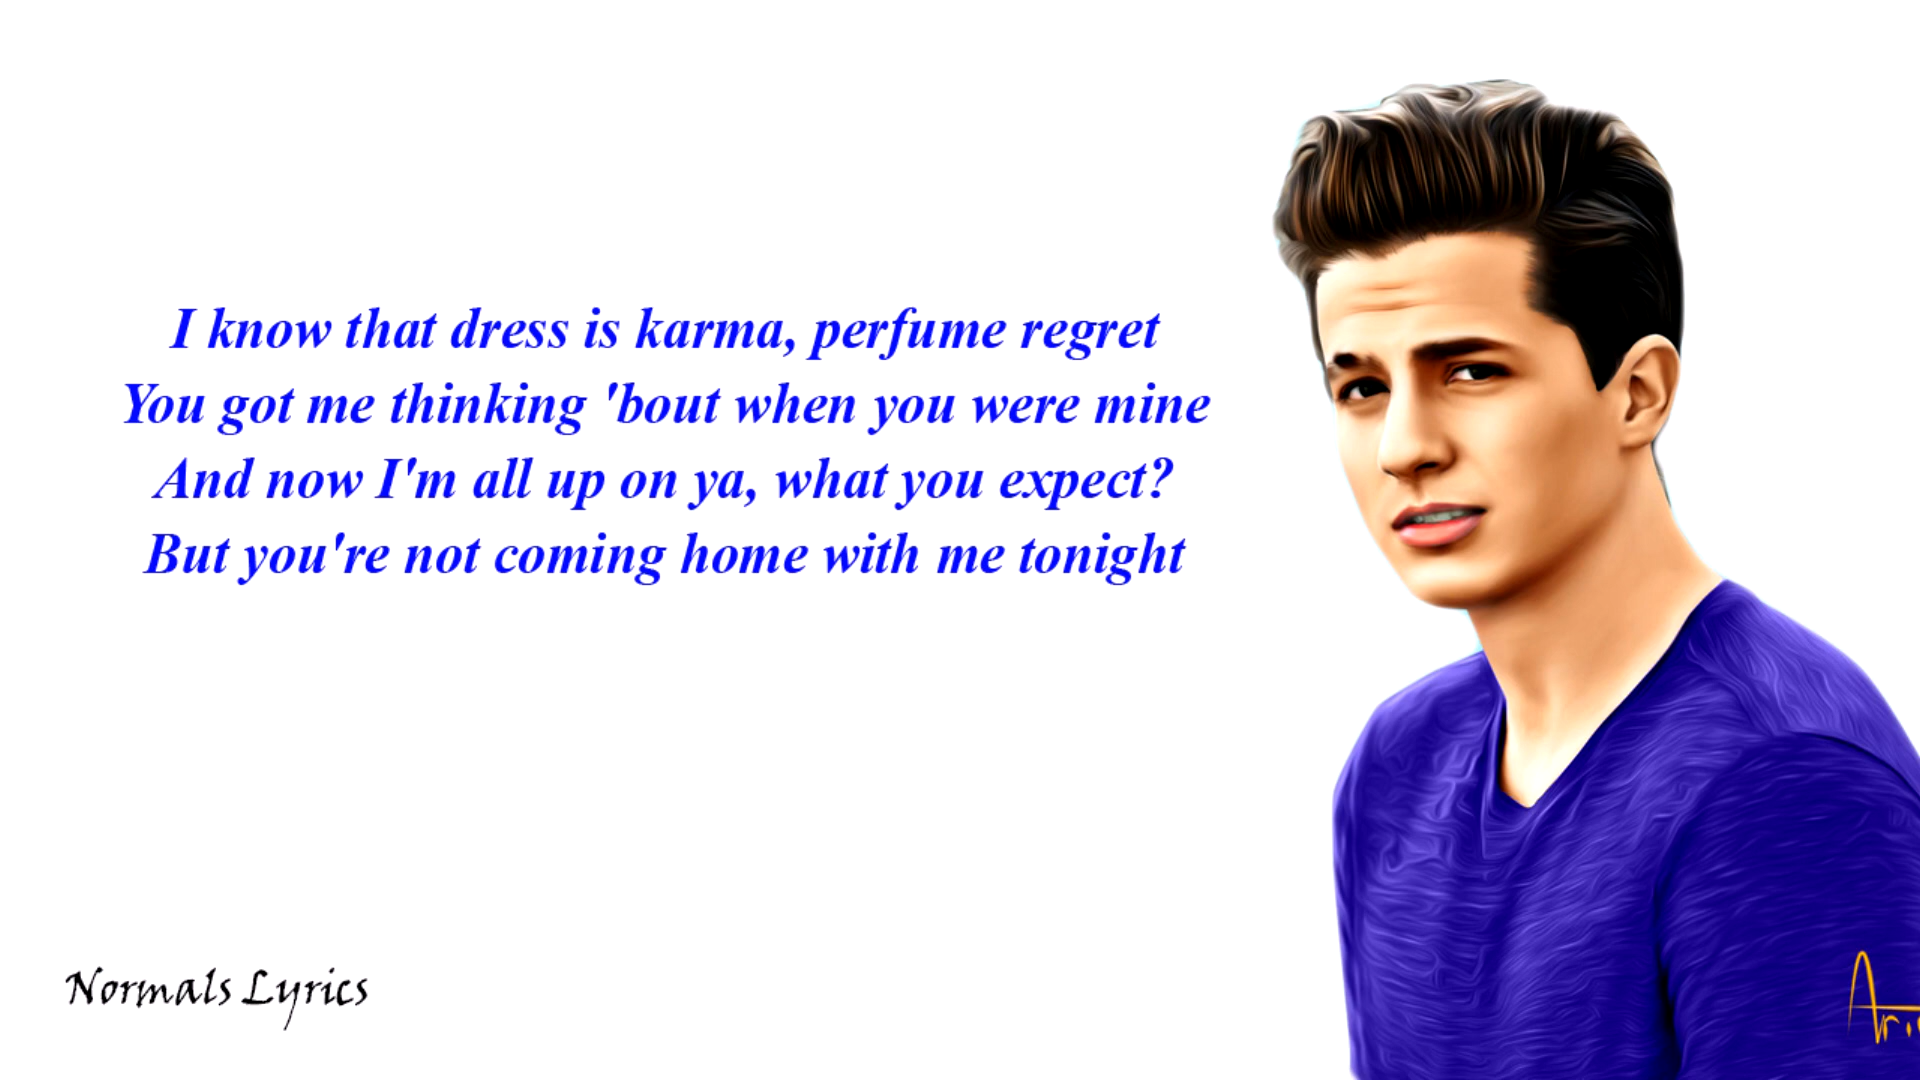 I know that dress is karma, perfume regret
You got me thinking 'bout when you were mine
And now I'm all up on ya, what you expect?
But you're not coming home with me tonight
Normals Lyrics